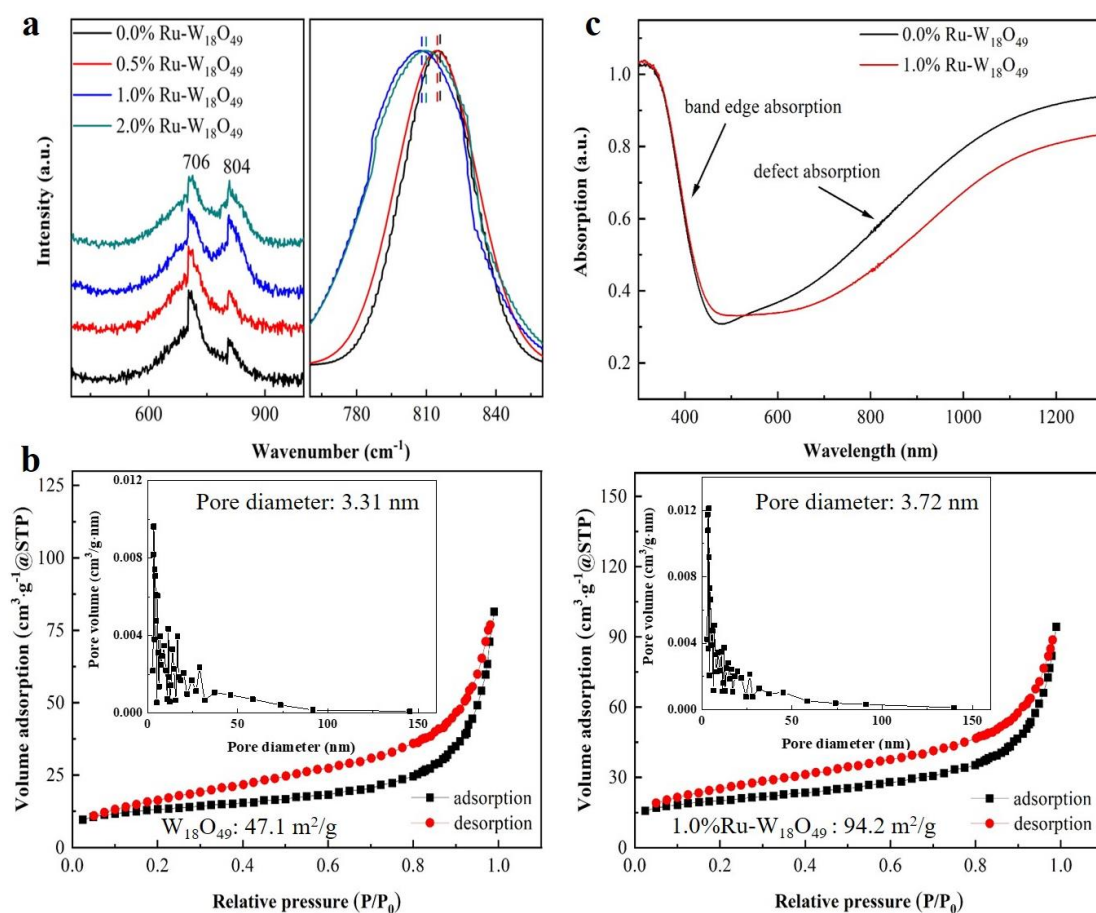 a
0.0% Ru-W₁₈O₄₉
0.5% Ru-W₁₈O₄₉
1.0% Ru-W₁₈O₄₉
2.0% Ru-W₁₈O₄₉
706 804
Intensity (a.u.)
600 900 780 810 840
Wavenumber (cm⁻¹)
c
0.0% Ru-W₁₈O₄₉
1.0% Ru-W₁₈O₄₉
band edge absorption
defect absorption
Absorption (a.u.)
1.0
0.8
0.6
0.4
0.2
400 600 800 1000 1200
Wavelength (nm)
b
Volume adsorption (cm³·g⁻¹@STP)
125
100
75
50
25
0
0.0 0.2 0.4 0.6 0.8 1.0
Relative pressure (P/P₀)
Pore diameter: 3.31 nm
Pore volume (cm³/g·nm)
0.012
0.008
0.004
0.000
0 50 100 150
Pore diameter (nm)
adsorption
desorption
W₁₈O₄₉: 47.1 m²/g
Volume adsorption (cm³·g⁻¹@STP)
150
120
90
60
30
0
0.0 0.2 0.4 0.6 0.8 1.0
Relative pressure (P/P₀)
Pore diameter: 3.72 nm
Pore volume (cm³/g·nm)
0.012
0.008
0.004
0.000
0 50 100 150
Pore diameter (nm)
adsorption
desorption
1.0%Ru-W₁₈O₄₉ : 94.2 m²/g